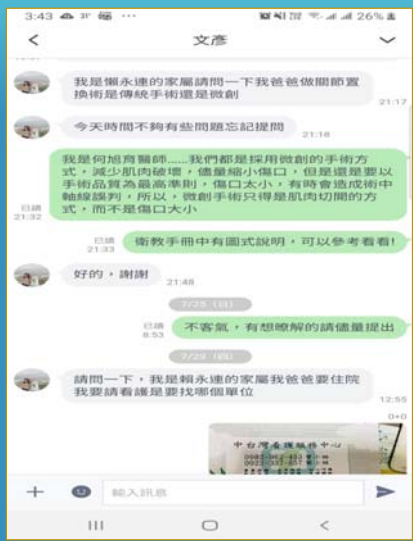 3:43
26%
文彥
我是懶永連的家屬請問一下我爸爸做關節置
換術是傳統手術還是微創
21:17
今天時間不夠有些問題忘記提問
21:18
我是何旭育醫師......我們都是採用微創的手術方
式，減少肌肉破壞，儘量縮小傷口，但是還是要以
手術品質為最高準則，傷口太小，有時會造成術中
軸線誤判，所以，微創手術只得是肌肉切開的方
式，而不是傷口大小
已讀
21:32
已讀
21:33
衛教手冊中有圖式說明，可以參考看看!
好的，謝謝
21:48
7/25（日）
已讀
8:53
不客氣，有想瞭解的請儘量提出
7/29（四）
請問一下，我是賴永連的家屬我爸爸要住院
我要請看護是要找哪個單位
12:55
中台灣看護服務中心
輸入訊息